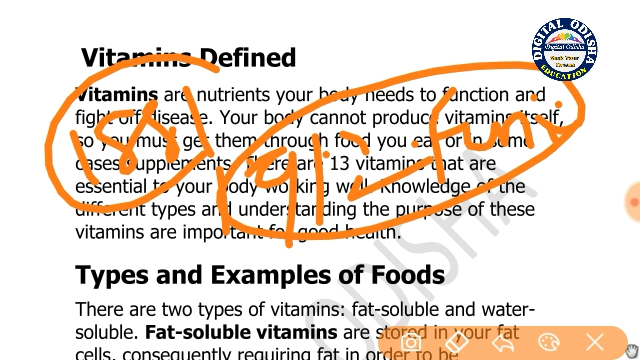 Vitamins Defined
Vitamins are nutrients your body needs to function and
fight off disease. Your body cannot produce vitamins itself,
so you must get them through food you eat or in some
cases supplements. There are 13 vitamins that are
essential to your body working well. Knowledge of the
different types and understanding the purpose of these
vitamins are important for good health.
Types and Examples of Foods
There are two types of vitamins: fat-soluble and water-
soluble. Fat-soluble vitamins are stored in your fat
cells, consequently requiring fat in order to be
DIGITAL ODISHA
Digital Odisha
EDUCATION
ODISHA